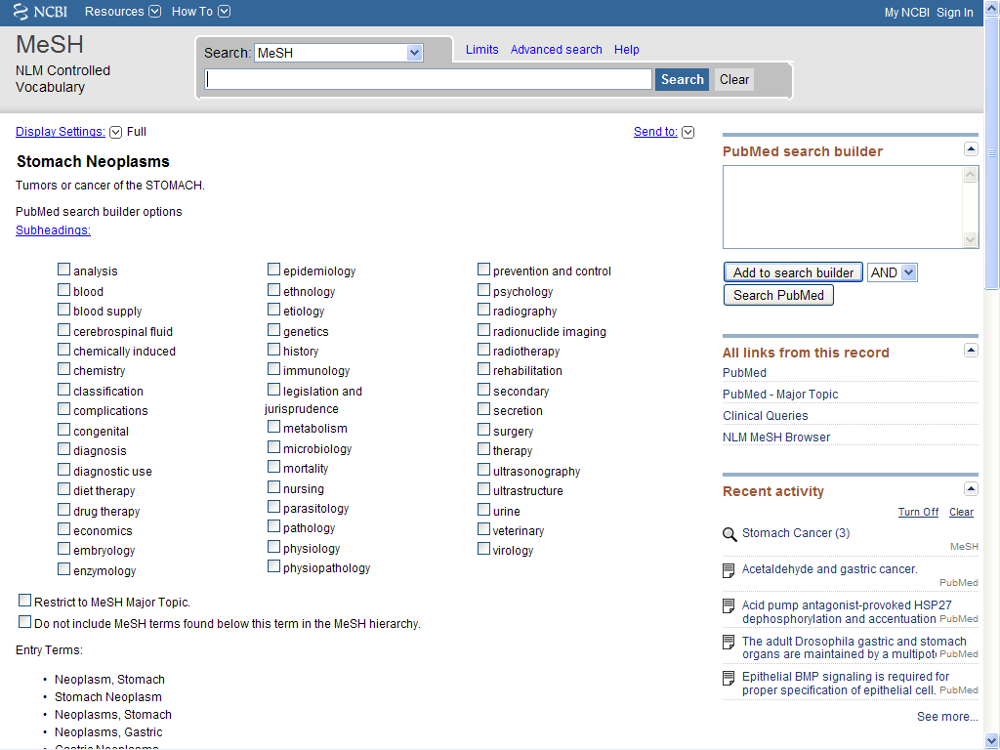 NCBI Resources How To My NCBI Sign In
MeSH
NLM Controlled
Vocabulary
Search: MeSH Limits Advanced search Help
Search Clear
Display Settings: Full Send to:
Stomach Neoplasms
Tumors or cancer of the STOMACH.
PubMed search builder options
Subheadings:
analysis
blood
blood supply
cerebrospinal fluid
chemically induced
chemistry
classification
complications
congenital
diagnosis
diagnostic use
diet therapy
drug therapy
economics
embryology
enzymology
epidemiology
ethnology
etiology
genetics
history
immunology
legislation and
jurisprudence
metabolism
microbiology
mortality
nursing
parasitology
pathology
physiology
physiopathology
prevention and control
psychology
radiography
radionuclide imaging
radiotherapy
rehabilitation
secondary
secretion
surgery
therapy
ultrasonography
ultrastructure
urine
veterinary
virology
Restrict to MeSH Major Topic.
Do not include MeSH terms found below this term in the MeSH hierarchy.
Entry Terms:
• Neoplasm, Stomach
• Stomach Neoplasm
• Neoplasms, Stomach
• Neoplasms, Gastric
• Gastric Neoplasms
PubMed search builder
Add to search builder AND
Search PubMed
All links from this record
PubMed
PubMed - Major Topic
Clinical Queries
NLM MeSH Browser
Recent activity
Turn Off Clear
Stomach Cancer (3)
MeSH
Acetaldehyde and gastric cancer.
PubMed
Acid pump antagonist-provoked HSP27
dephosphorylation and accentuation PubMed
The adult Drosophila gastric and stomach
organs are maintained by a multipot PubMed
Epithelial BMP signaling is required for
proper specification of epithelial cell. PubMed
See more...